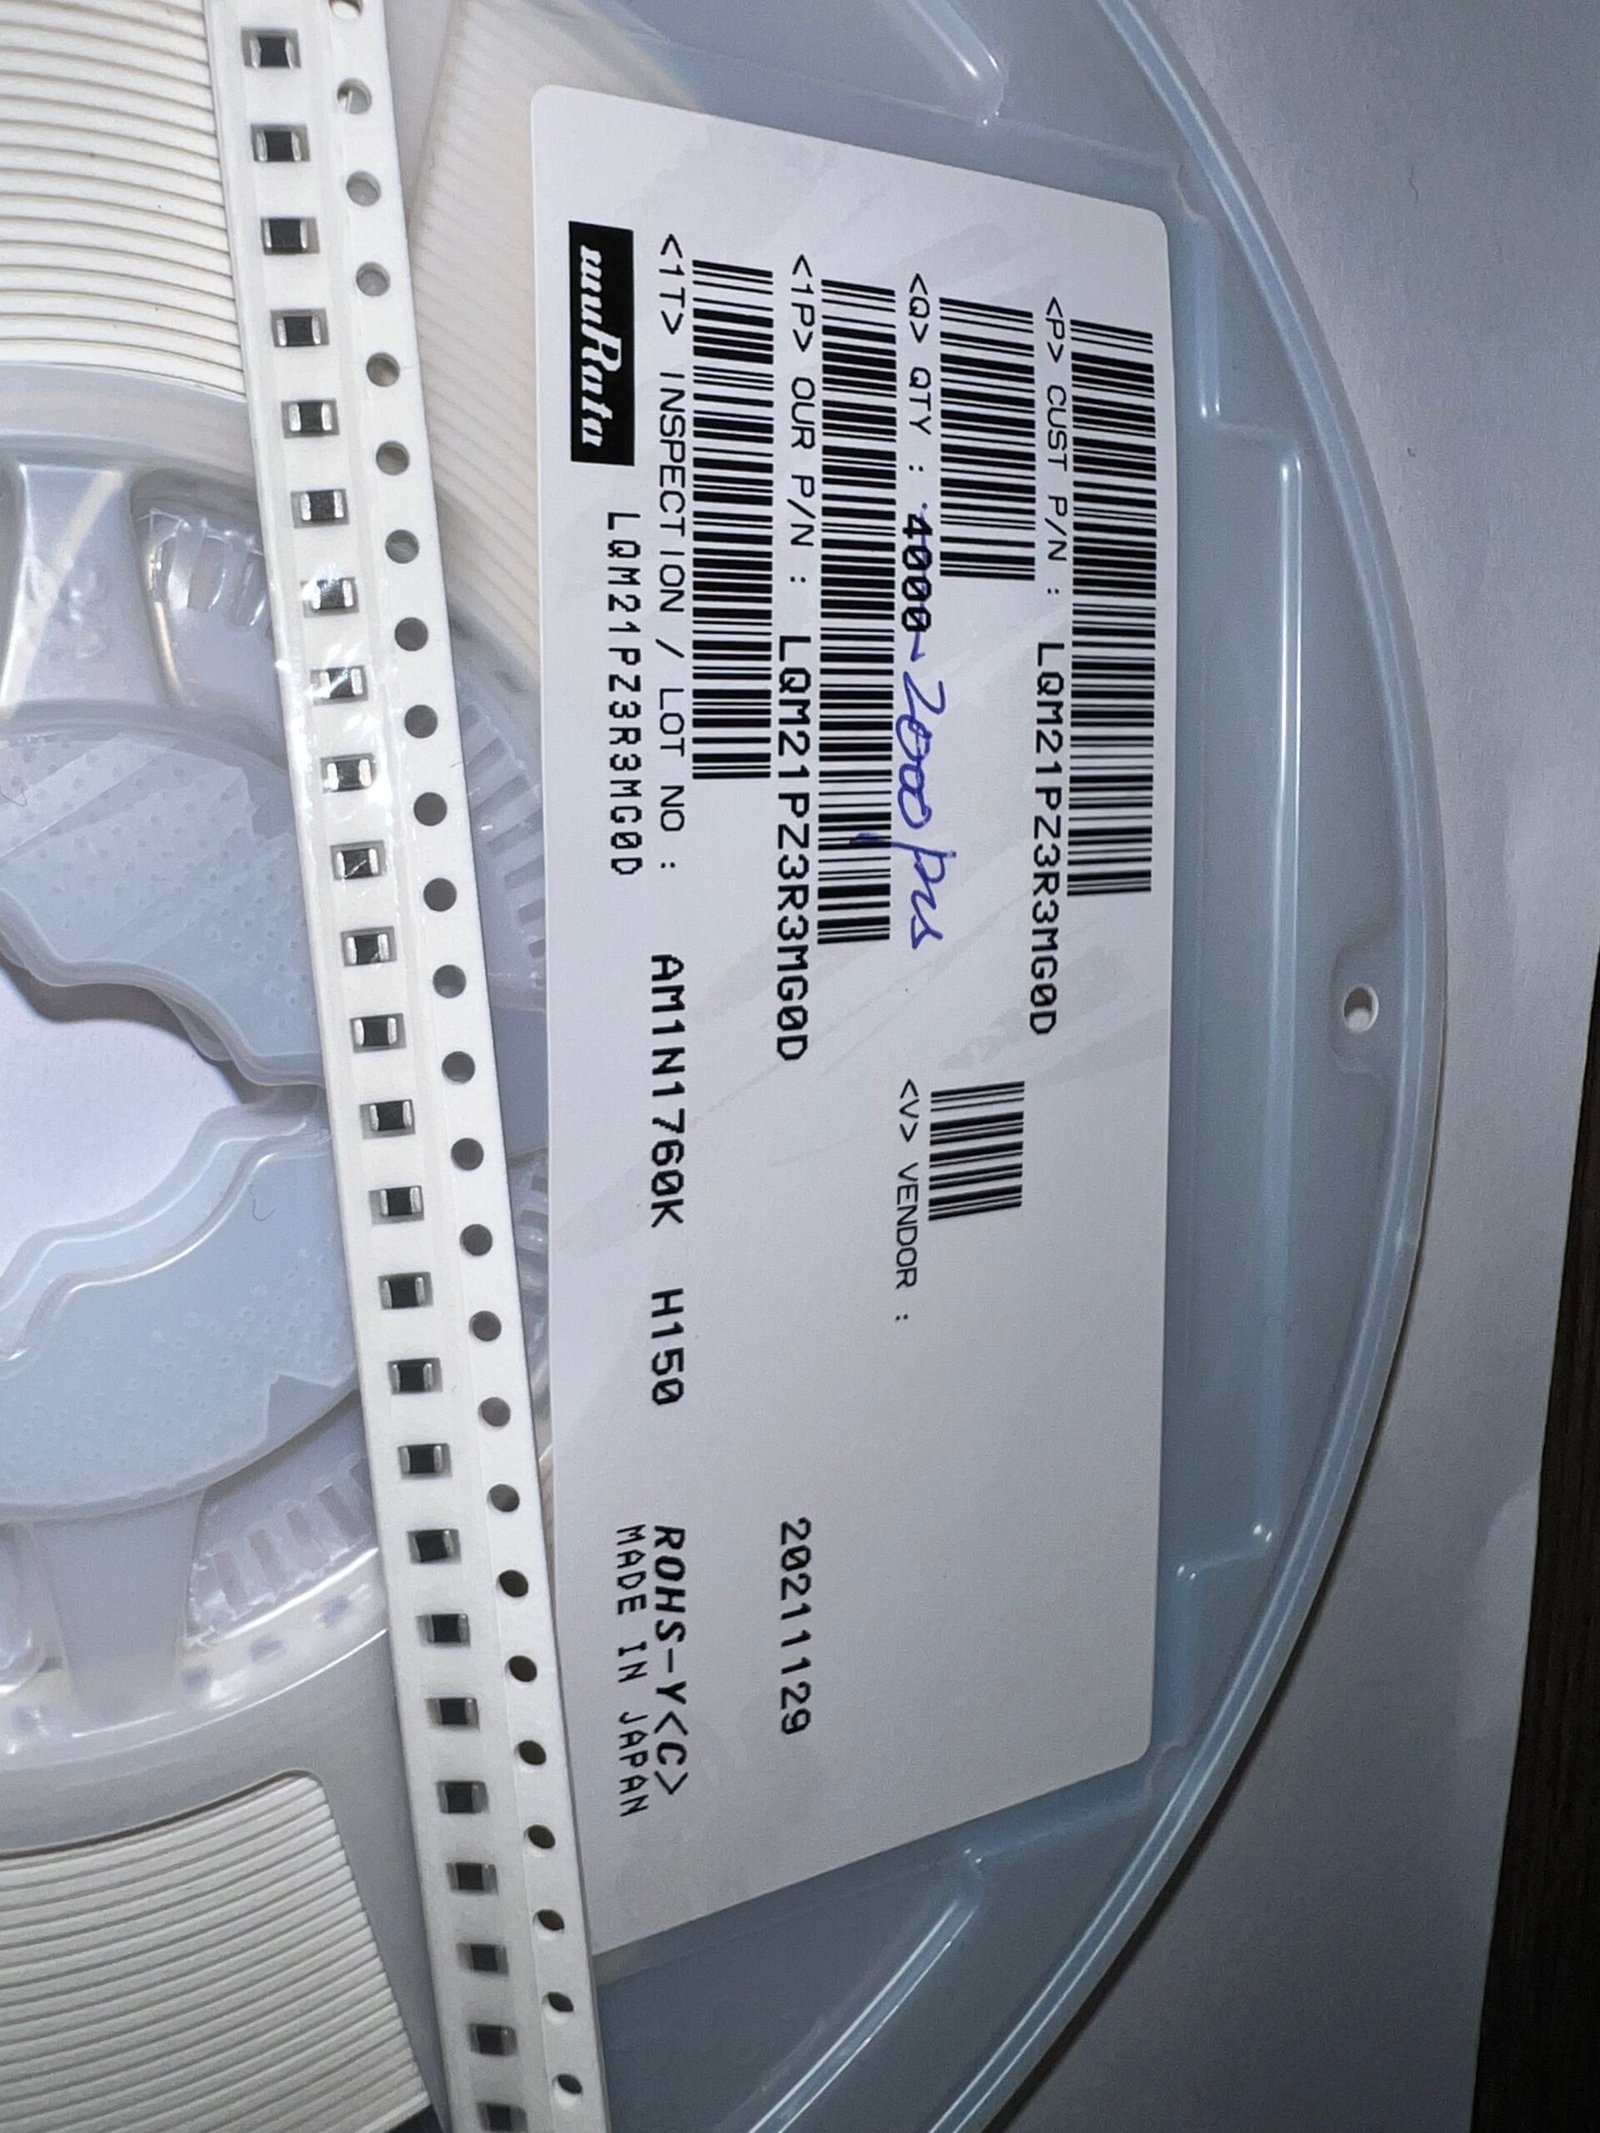 <P> CUST P/N : LQM21PZ3R3MG0D
<Q> QTY : 4000 2000 pcs
<V> VENDOR :
<1P> OUR P/N : LQM21PZ3R3MG0D 20211129
<1T> INSPECTION / LOT NO : AM1N1760K H150 ROHS-Y<C>
muRata LQM21PZ3R3MG0D MADE IN JAPAN